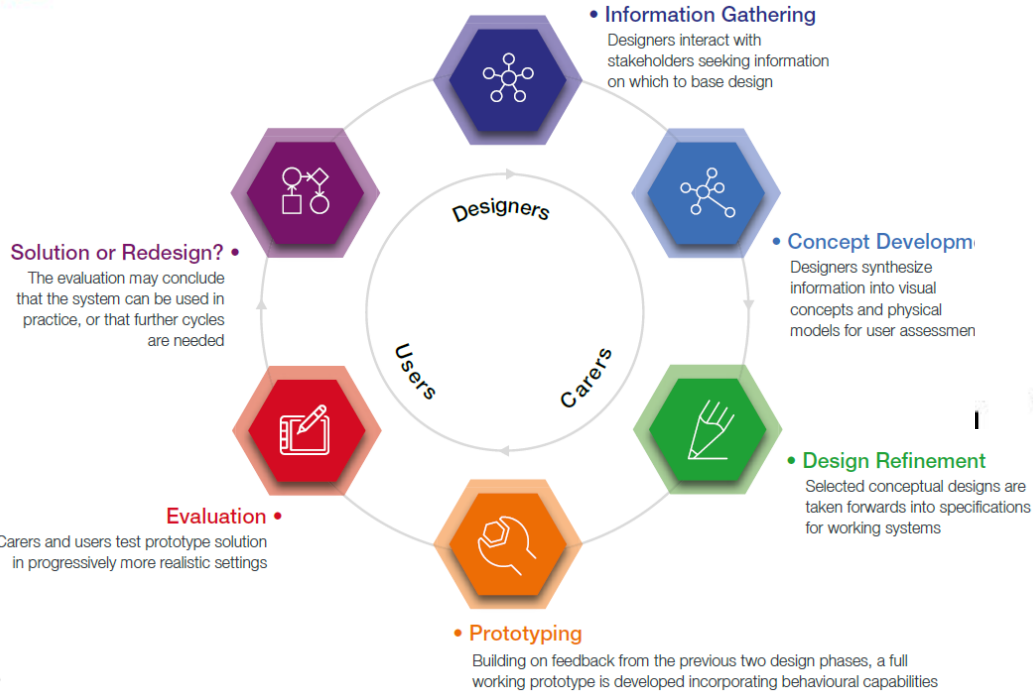 • Information Gathering
Designers interact with
stakeholders seeking information
on which to base design
• Concept Developm
Designers synthesize
information into visual
concepts and physical
models for user assessmen
• Design Refinement
Selected conceptual designs are
taken forwards into specifications
for working systems
• Prototyping
Building on feedback from the previous two design phases, a full
working prototype is developed incorporating behavioural capabilities
Evaluation •
Carers and users test prototype solution
in progressively more realistic settings
Solution or Redesign? •
The evaluation may conclude
that the system can be used in
practice, or that further cycles
are needed
Designers
Carers
Users